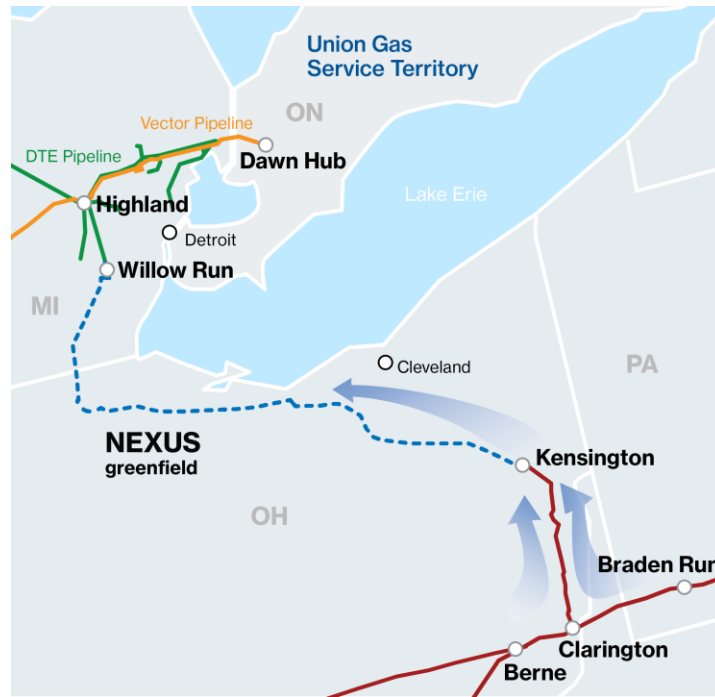 Union Gas
Service Territory
ON
Vector Pipeline
DTE Pipeline
Dawn Hub
Lake Erie
Highland
Detroit
Willow Run
MI
Cleveland
PA
NEXUS
greenfield
Kensington
OH
Braden Run
Clarington
Berne